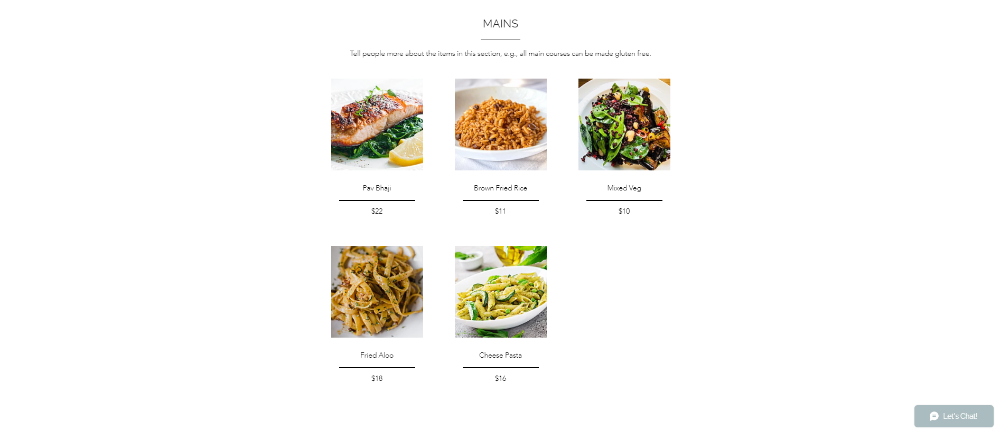 MAINS
Tell people more about the items in this section, e.g., all main courses can be made gluten free.
Pav Bhaji
$22
Brown Fried Rice
$11
Mixed Veg
$10
Fried Aloo
$18
Cheese Pasta
$16
Let's Chat!